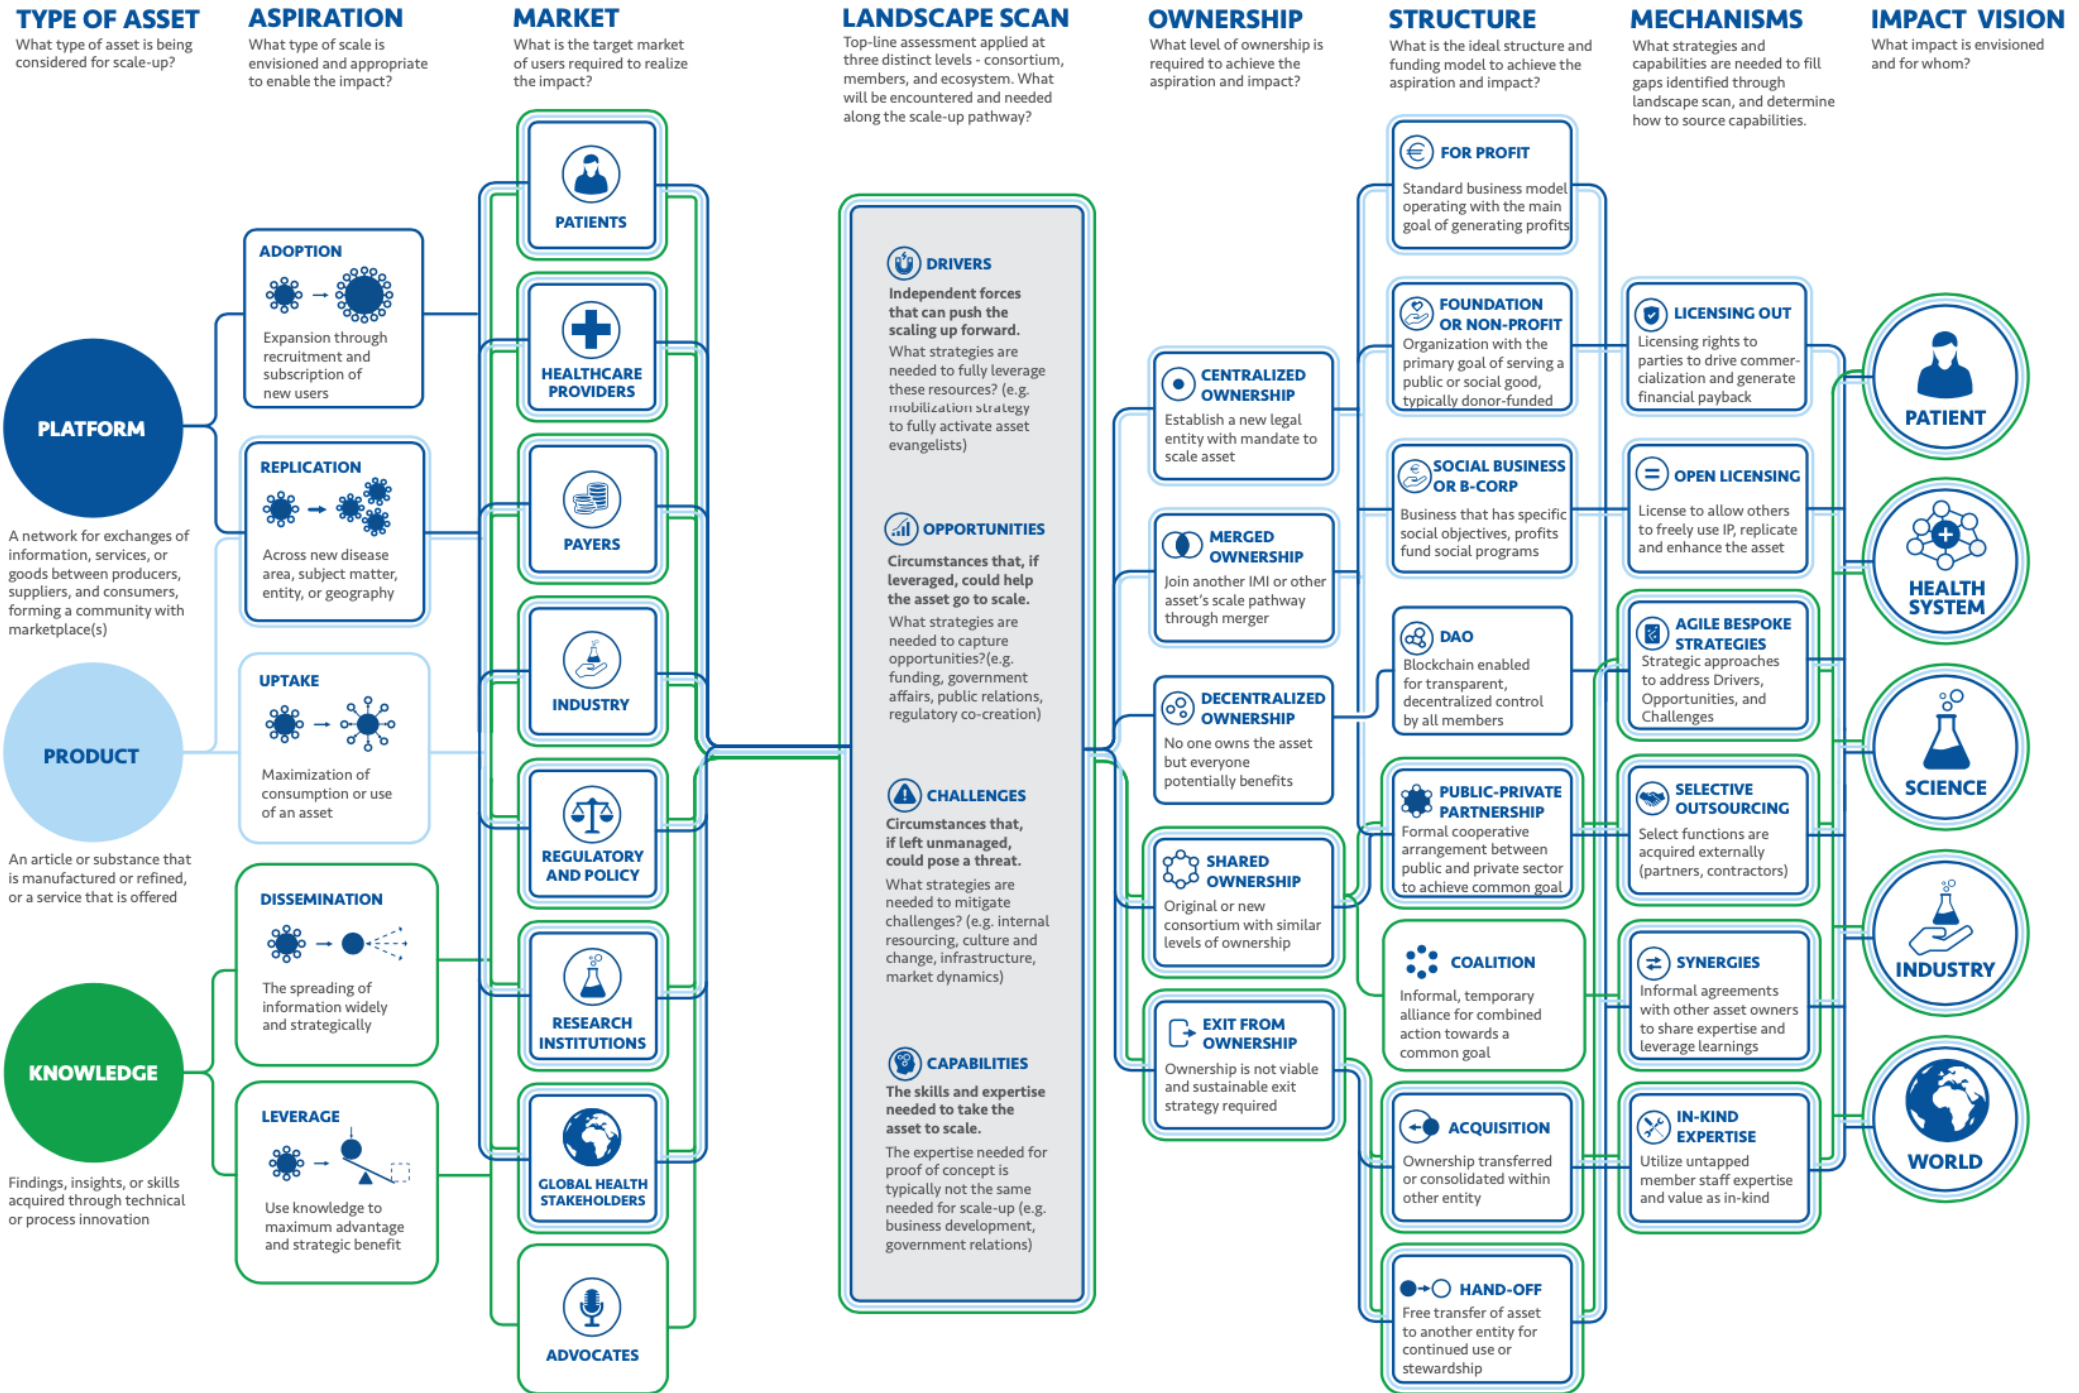 TYPE OF ASSET
What type of asset is being
considered for scale-up?
PLATFORM
A network for exchanges of
information, services, or
goods between producers,
suppliers, and consumers,
forming a community with
marketplace(s)
PRODUCT
An article or substance that
is manufactured or refined,
or a service that is offered
KNOWLEDGE
Findings, insights, or skills
acquired through technical
or process innovation
ASPIRATION
What type of scale is
envisioned and appropriate
to enable the impact?
ADOPTION
Expansion through
recruitment and
subscription of
new users
REPLICATION
Across new disease
area, subject matter,
entity, or geography
UPTAKE
Maximization of
consumption or use
of an asset
DISSEMINATION
The spreading of
information widely
and strategically
LEVERAGE
Use knowledge to
maximum advantage
and strategic benefit
MARKET
What is the target market
of users required to realize
the impact?
PATIENTS
HEALTHCARE
PROVIDERS
PAYERS
INDUSTRY
REGULATORY
AND POLICY
RESEARCH
INSTITUTIONS
GLOBAL HEALTH
STAKEHOLDERS
ADVOCATES
LANDSCAPE SCAN
Top-line assessment applied at
three distinct levels - consortium,
members, and ecosystem. What
will be encountered and needed
along the scale-up pathway?
DRIVERS
Independent forces
that can push the
scaling up forward.
What strategies are
needed to fully leverage
these resources? (e.g.
mobilization strategy
to fully activate asset
evangelists)
OPPORTUNITIES
Circumstances that, if
leveraged, could help
the asset go to scale.
What strategies are
needed to capture
opportunities?(e.g.
funding, government
affairs, public relations,
regulatory co-creation)
CHALLENGES
Circumstances that,
if left unmanaged,
could pose a threat.
What strategies are
needed to mitigate
challenges? (e.g. internal
resourcing, culture and
change, infrastructure,
market dynamics)
CAPABILITIES
The skills and expertise
needed to take the
asset to scale.
The expertise needed for
proof of concept is
typically not the same
needed for scale-up (e.g.
business development,
government relations)
OWNERSHIP
What level of ownership is
required to achieve the
aspiration and impact?
CENTRALIZED
OWNERSHIP
Establish a new legal
entity with mandate to
scale asset
MERGED
OWNERSHIP
Join another IMI or other
asset's scale pathway
through merger
DECENTRALIZED
OWNERSHIP
No one owns the asset
but everyone
potentially benefits
SHARED
OWNERSHIP
Original or new
consortium with similar
levels of ownership
EXIT FROM
OWNERSHIP
Ownership is not viable
and sustainable exit
strategy required
STRUCTURE
What is the ideal structure and
funding model to achieve the
aspiration and impact?
€ FOR PROFIT
Standard business model
operating with the main
goal of generating profits
FOUNDATION
OR NON-PROFIT
Organization with the
primary goal of serving a
public or social good,
typically donor-funded
€ SOCIAL BUSINESS
OR B-CORP
Business that has specific
social objectives, profits
fund social programs
DAO
Blockchain enabled
for transparent,
decentralized control
by all members
PUBLIC-PRIVATE
PARTNERSHIP
Formal cooperative
arrangement between
public and private sector
to achieve common goal
COALITION
Informal, temporary
alliance for combined
action towards a
common goal
ACQUISITION
Ownership transferred
or consolidated within
other entity
HAND-OFF
Free transfer of asset
to another entity for
continued use or
stewardship
MECHANISMS
What strategies and
capabilities are needed to fill
gaps identified through
landscape scan, and determine
how to source capabilities.
LICENSING OUT
Licensing rights to
parties to drive commer-
cialization and generate
financial payback
OPEN LICENSING
License to allow others
to freely use IP, replicate
and enhance the asset
AGILE BESPOKE
STRATEGIES
Strategic approaches
to address Drivers,
Opportunities, and
Challenges
SELECTIVE
OUTSOURCING
Select functions are
acquired externally
(partners, contractors)
SYNERGIES
Informal agreements
with other asset owners
to share expertise and
leverage learnings
IN-KIND
EXPERTISE
Utilize untapped
member staff expertise
and value as in-kind
IMPACT VISION
What impact is envisioned
and for whom?
PATIENT
HEALTH
SYSTEM
SCIENCE
INDUSTRY
WORLD